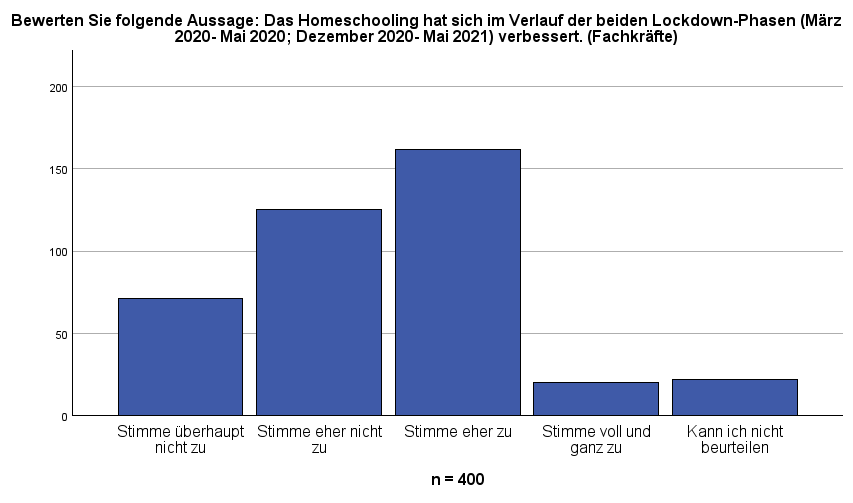 Bewerten Sie folgende Aussage: Das Homeschooling hat sich im Verlauf der beiden Lockdown-Phasen (März
2020- Mai 2020; Dezember 2020- Mai 2021) verbessert. (Fachkräfte)
200
150
100
50
0
Stimme überhaupt
nicht zu
Stimme eher nicht
zu
Stimme eher zu
Stimme voll und
ganz zu
Kann ich nicht
beurteilen
n = 400